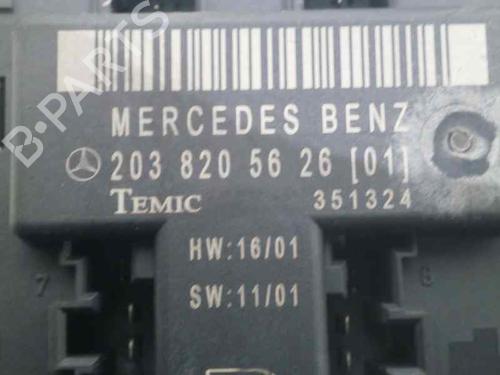 B-PARTS
MERCEDES BENZ
203 820 56 26 [01]
TEMIC 351324
HW:16/01
SW:11/01
7 8